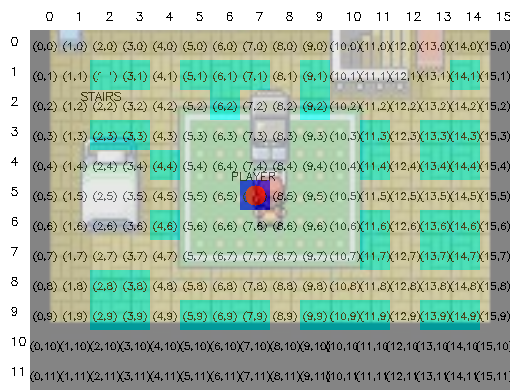 0 1 2 3 4 5 6 7 8 9 10 11 12 13 14 15
0 (0,0) (1,0) (2,0) (3,0) (4,0) (5,0) (6,0) (7,0) (8,0) (9,0) (10,0) (11,0) (12,0) (13,0) (14,0) (15,0)
1 (0,1) (1,1) (3,1) (4,1) (5,1) (6,1) (7,1) (8,1) (9,1) (10,1) (11,1) (12,1) (13,1) (14,1) (15,1)
STAIRS
2 (0,2) (1,2) (2,2) (3,2) (4,2) (5,2) (6,2) (7,2) (8,2) (9,2) (10,2) (11,2) (12,2) (13,2) (14,2) (15,2)
3 (0,3) (1,3) (2,3) (3,3) (4,3) (5,3) (6,3) (7,3) (8,3) (9,3) (10,3) (11,3) (12,3) (13,3) (14,3) (15,3)
4 (0,4) (1,4) (2,4) (3,4) (4,4) (5,4) (6,4) (7,4) (8,4) (9,4) (10,4) (11,4) (12,4) (13,4) (14,4) (15,4)
PLAYER
5 (0,5) (1,5) (2,5) (3,5) (4,5) (5,5) (6,5) (7,5) (8,5) (9,5) (10,5) (11,5) (12,5) (13,5) (14,5) (15,5)
6 (0,6) (1,6) (2,6) (3,6) (4,6) (5,6) (6,6) (7,6) (8,6) (9,6) (10,6) (11,6) (12,6) (13,6) (14,6) (15,6)
7 (0,7) (1,7) (2,7) (3,7) (4,7) (5,7) (6,7) (7,7) (8,7) (9,7) (10,7) (11,7) (12,7) (13,7) (14,7) (15,7)
8 (0,8) (1,8) (2,8) (3,8) (4,8) (5,8) (6,8) (7,8) (8,8) (9,8) (10,8) (11,8) (12,8) (13,8) (14,8) (15,8)
9 (0,9) (1,9) (2,9) (3,9) (4,9) (5,9) (6,9) (7,9) (8,9) (9,9) (10,9) (11,9) (12,9) (13,9) (14,9) (15,9)
10 (0,10) (1,10) (2,10) (3,10) (4,10) (5,10) (6,10) (7,10) (8,10) (9,10) (10,10) (11,10) (12,10) (13,10) (14,10) (15,10)
11 (0,11) (1,11) (2,11) (3,11) (4,11) (5,11) (6,11) (7,11) (8,11) (9,11) (10,11) (11,11) (12,11) (13,11) (14,11) (15,11)